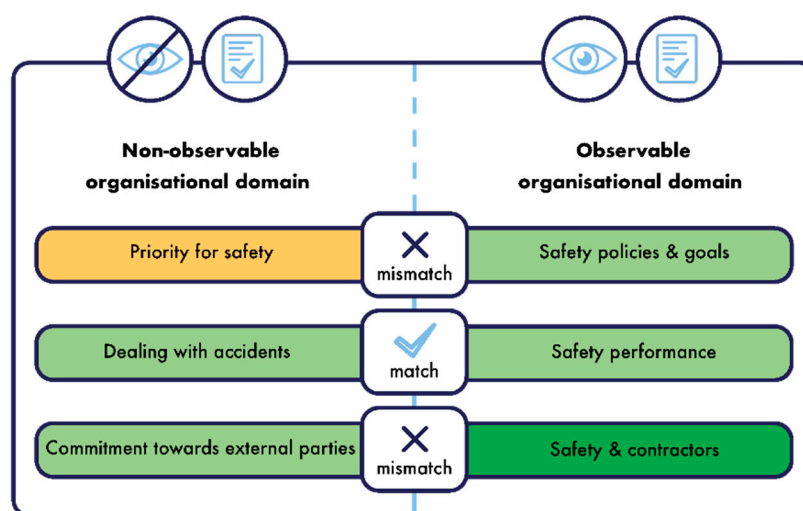 Non-observable
organisational domain
Observable
organisational domain
Priority for safety
mismatch
Safety policies & goals
Dealing with accidents
match
Safety performance
Commitment towards external parties
mismatch
Safety & contractors